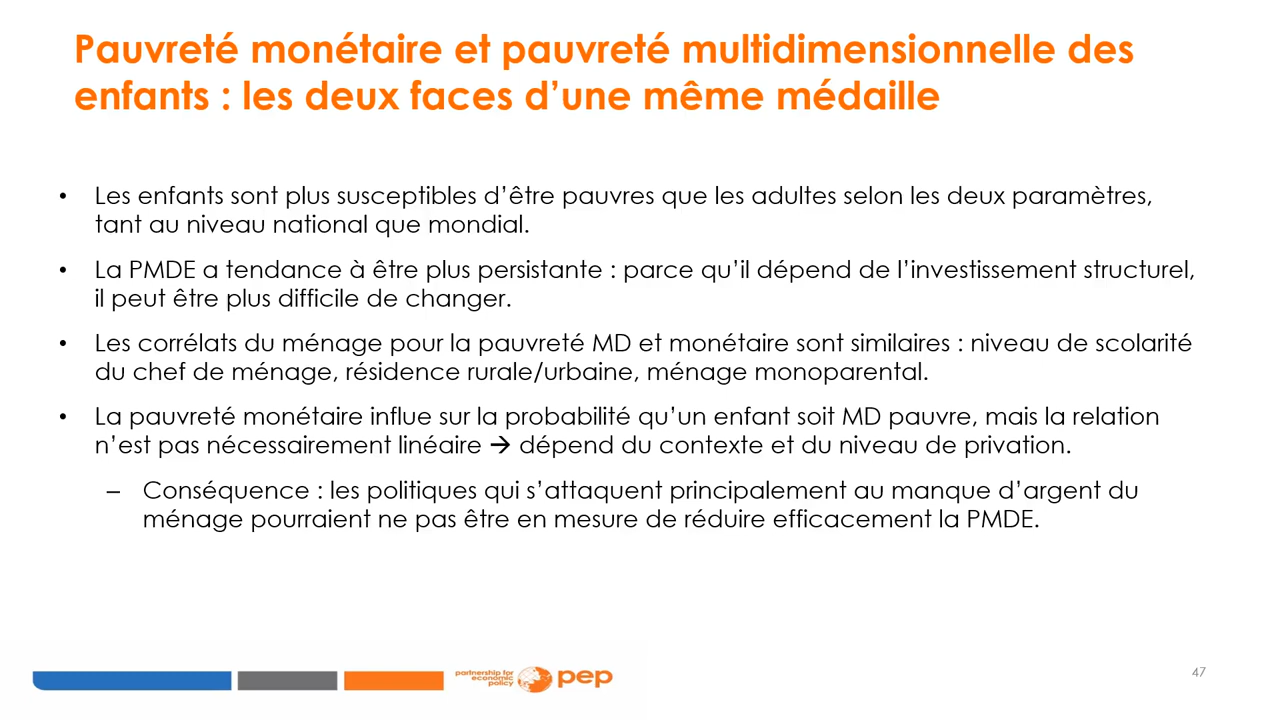 Pauvreté monétaire et pauvreté multidimensionnelle des
enfants : les deux faces d’une même médaille
• Les enfants sont plus susceptibles d’être pauvres que les adultes selon les deux paramètres,
tant au niveau national que mondial.
• La PMDE a tendance à être plus persistante : parce qu’il dépend de l’investissement structurel,
il peut être plus difficile de changer.
• Les corrélats du ménage pour la pauvreté MD et monétaire sont similaires : niveau de scolarité
du chef de ménage, résidence rurale/urbaine, ménage monoparental.
• La pauvreté monétaire influe sur la probabilité qu’un enfant soit MD pauvre, mais la relation
n’est pas nécessairement linéaire → dépend du contexte et du niveau de privation.
– Conséquence : les politiques qui s’attaquent principalement au manque d’argent du
ménage pourraient ne pas être en mesure de réduire efficacement la PMDE.
partnership for
economic
policy
pep
47